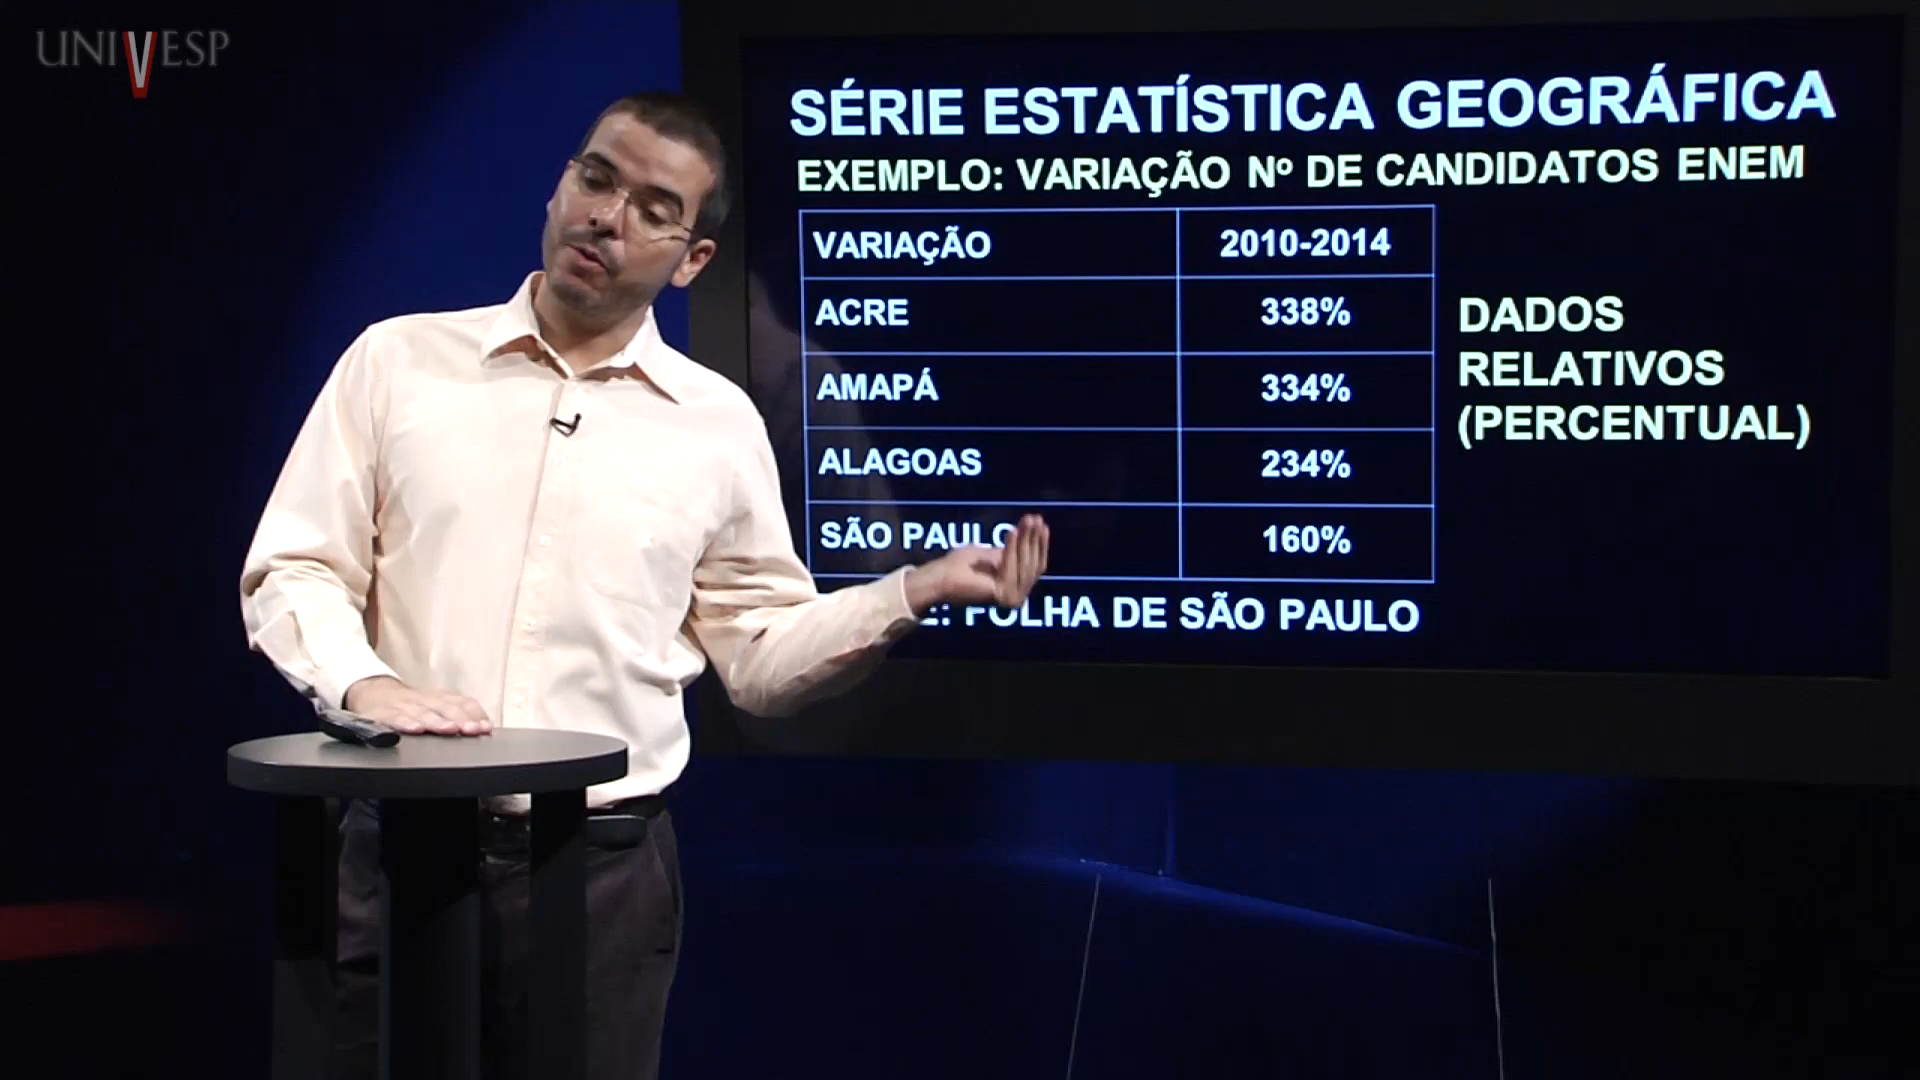 UNIVESP
SÉRIE ESTATÍSTICA GEOGRÁFICA
EXEMPLO: VARIAÇÃO Nº DE CANDIDATOS ENEM
VARIAÇÃO 2010-2014
ACRE 338%
AMAPÁ 334%
ALAGOAS 234%
SÃO PAULO 160%
DADOS
RELATIVOS
(PERCENTUAL)
FOLHA DE SÃO PAULO